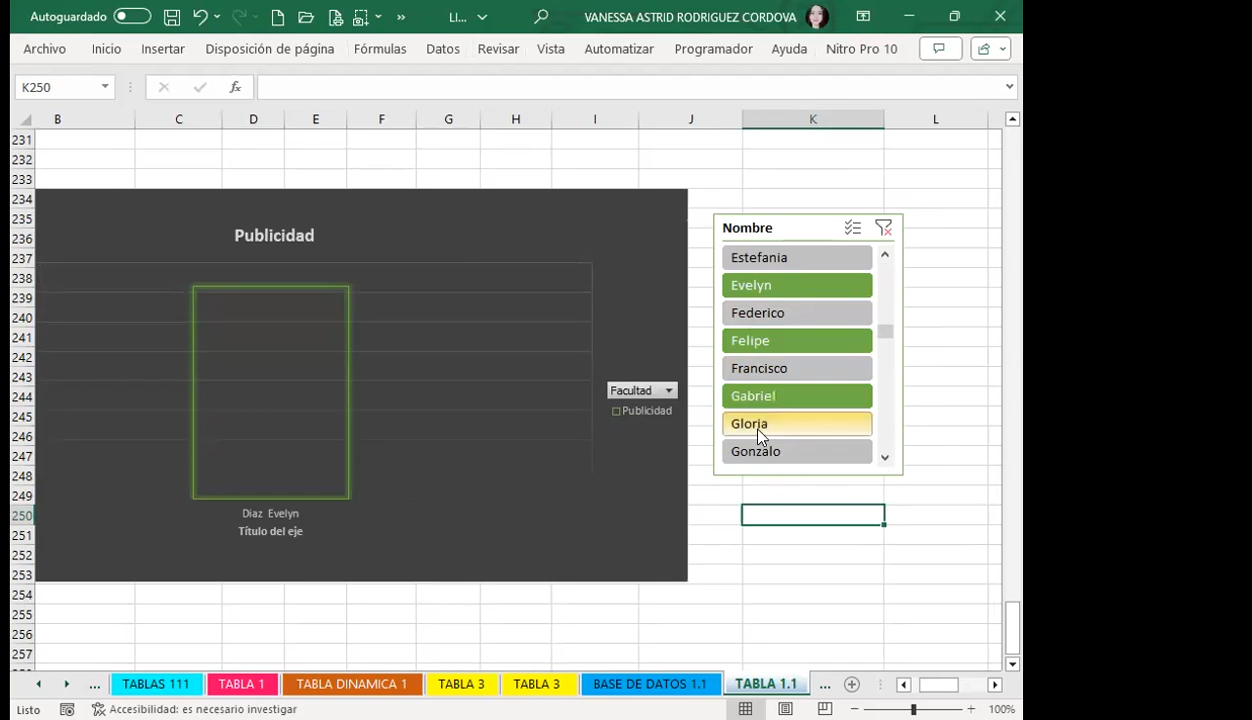 Autoguardado
LI...
VANESSA ASTRID RODRIGUEZ CORDOVA
Archivo Inicio Insertar Disposición de página Fórmulas Datos Revisar Vista Automatizar Programador Ayuda Nitro Pro 10
K250 fx
B C D E F G H I J K L
231
232
233
234
235
236
237
238
239
240
241
242
243
244
245
246
247
248
249
250
251
252
253
254
255
256
257
Publicidad
Diaz Evelyn
Título del eje
Facultad
Publicidad
Nombre
Estefania
Evelyn
Federico
Felipe
Francisco
Gabriel
Gloria
Gonzalo
... TABLAS 111 TABLA 1 TABLA DINAMICA 1 TABLA 3 TABLA 3 BASE DE DATOS 1.1 TABLA 1.1 ...
Listo Accesibilidad: es necesario investigar 100%